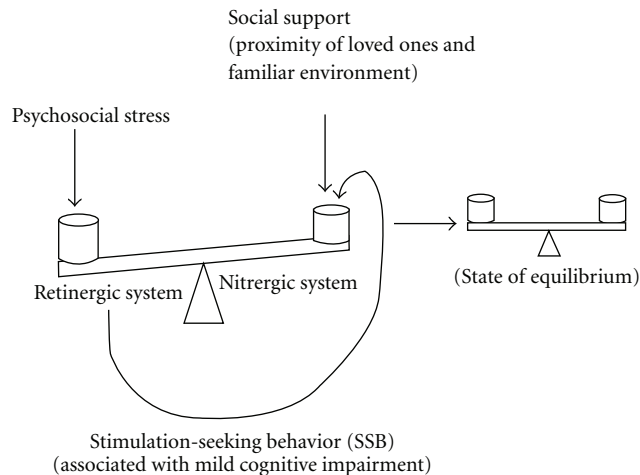 Social support
(proximity of loved ones and
familiar environment)
Psychosocial stress
Retinergic system
Nitrergic system
(State of equilibrium)
Stimulation-seeking behavior (SSB)
(associated with mild cognitive impairment)